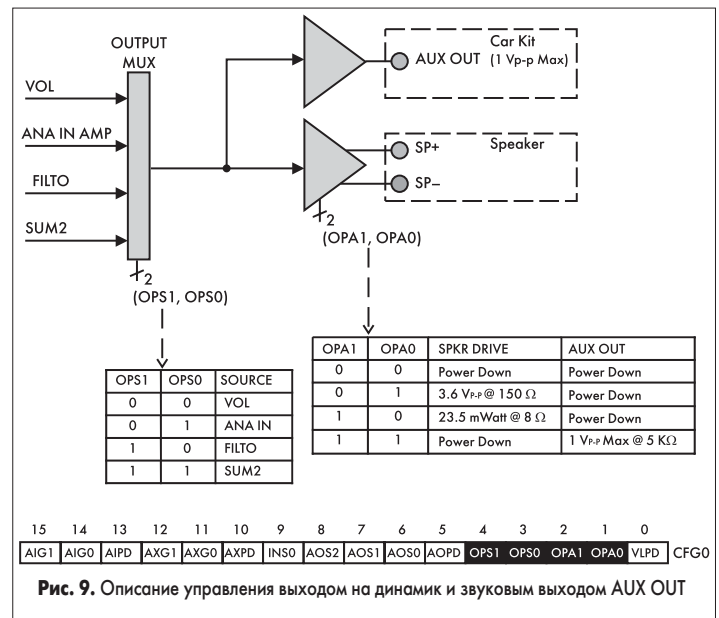 OUTPUT
MUX
VOL
ANA IN AMP
FILTO
SUM2
Car Kit
AUX OUT (1 Vp-p Max)
SP+ Speaker
SP–
2
(OPS1, OPS0)
2
(OPA1, OPA0)
OPS1 OPS0 SOURCE
0 0 VOL
0 1 ANA IN
1 0 FILTO
1 1 SUM2
OPA1 OPA0 SPKR DRIVE AUX OUT
0 0 Power Down Power Down
0 1 3.6 VP-P @ 150 Ω Power Down
1 0 23.5 mWatt @ 8 Ω Power Down
1 1 Power Down 1 VP-P Max @ 5 KΩ
15 14 13 12 11 10 9 8 7 6 5 4 3 2 1 0
AIG1 AIG0 AIPD AXG1 AXG0 AXPD INS0 AOS2 AOS1 AOS0 AOPD OPS1 OPS0 OPA1 OPA0 VLPD CFG0
Рис. 9. Описание управления выходом на динамик и звуковым выходом AUX OUT